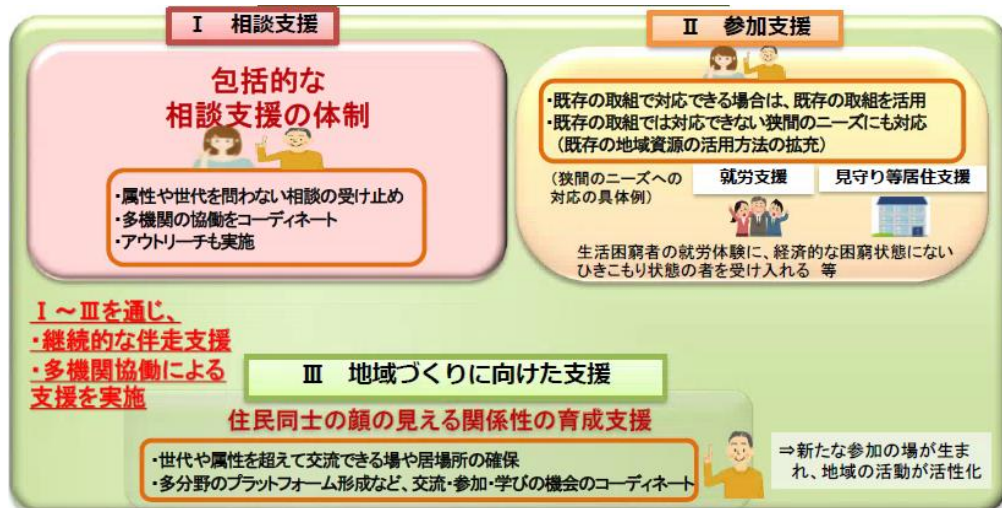 Ⅰ 相談支援
包括的な
相談支援の体制
・属性や世代を問わない相談の受け止め
・多機関の協働をコーディネート
・アウトリーチも実施
Ⅱ 参加支援
・既存の取組で対応できる場合は、既存の取組を活用
・既存の取組では対応できない狭間のニーズにも対応
（既存の地域資源の活用方法の拡充）
（狭間のニーズへの
対応の具体例）
就労支援
見守り等居住支援
生活困窮者の就労体験に、経済的な困窮状態にない
ひきこもり状態の者を受け入れる 等
Ⅰ～Ⅲを通じ、
・継続的な伴走支援
・多機関協働による
支援を実施
Ⅲ 地域づくりに向けた支援
住民同士の顔の見える関係性の育成支援
・世代や属性を超えて交流できる場や居場所の確保
・多分野のプラットフォーム形成など、交流・参加・学びの機会のコーディネート
⇒新たな参加の場が生ま
れ、地域の活動が活性化